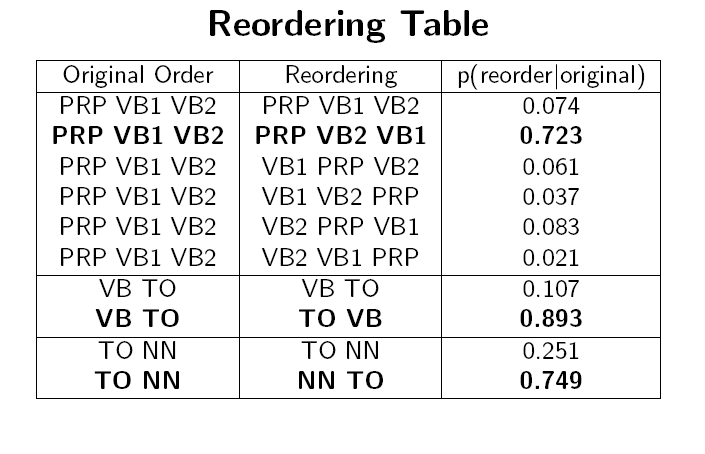 Reordering Table
Original Order Reordering p(reorder|original)
PRP VB1 VB2 PRP VB1 VB2 0.074
PRP VB1 VB2 PRP VB2 VB1 0.723
PRP VB1 VB2 VB1 PRP VB2 0.061
PRP VB1 VB2 VB1 VB2 PRP 0.037
PRP VB1 VB2 VB2 PRP VB1 0.083
PRP VB1 VB2 VB2 VB1 PRP 0.021
VB TO VB TO 0.107
VB TO TO VB 0.893
TO NN TO NN 0.251
TO NN NN TO 0.749